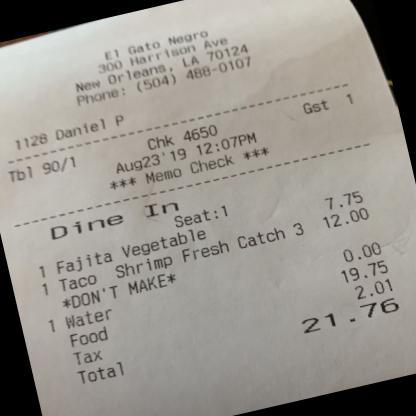 El Gato Negro
300 Harrison Ave
New Orleans, LA 70124
Phone: (504) 488-0107
1128 Daniel P
Tbl 90/1 Chk 4650 Gst 1
Aug23'19 12:07PM
*** Memo Check ***
Dine In
Seat:1
1 Fajita Vegetable 7.75
1 Taco Shrimp Fresh Catch 3 12.00
*DON'T MAKE*
1 Water 0.00
Food 19.75
Tax 2.01
Total 21.76